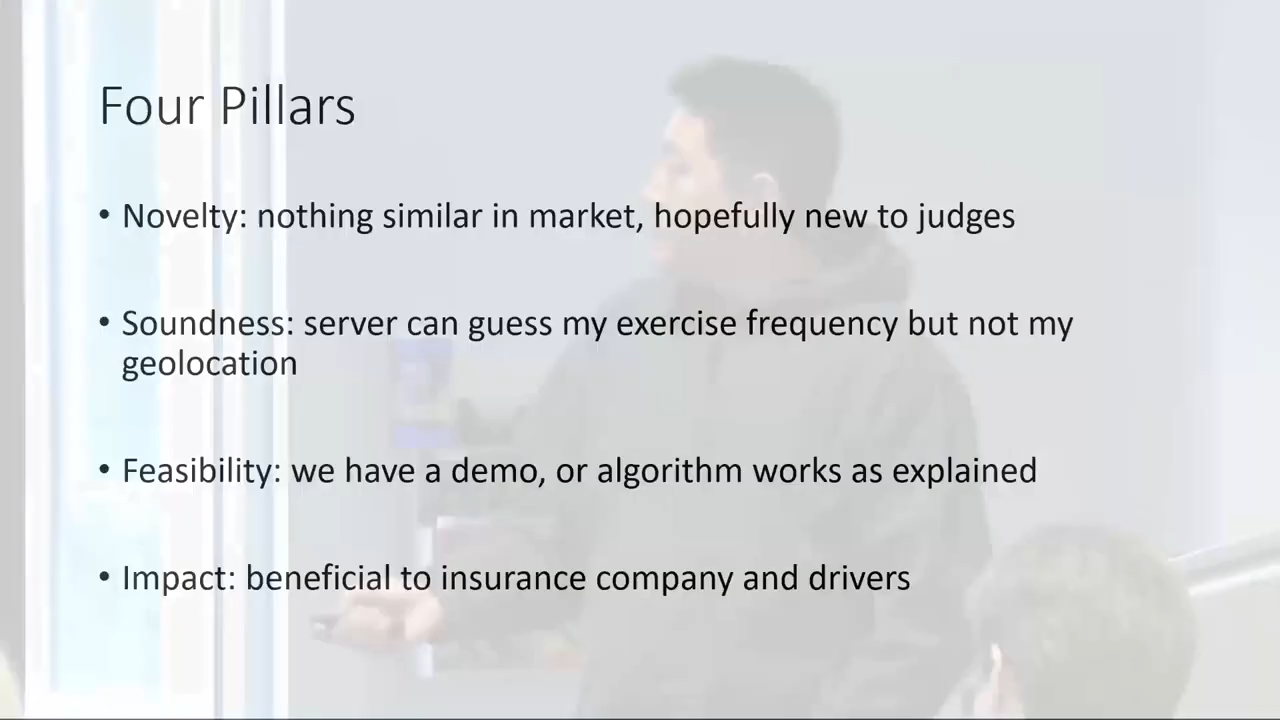 Four Pillars
• Novelty: nothing similar in market, hopefully new to judges
• Soundness: server can guess my exercise frequency but not my
geolocation
• Feasibility: we have a demo, or algorithm works as explained
• Impact: beneficial to insurance company and drivers